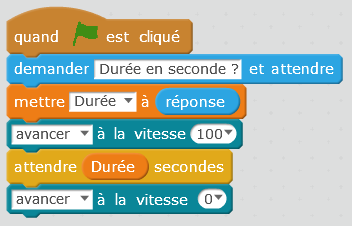 quand est cliqué
demander Durée en seconde ? et attendre
mettre Durée à réponse
avancer à la vitesse 100
attendre Durée secondes
avancer à la vitesse 0